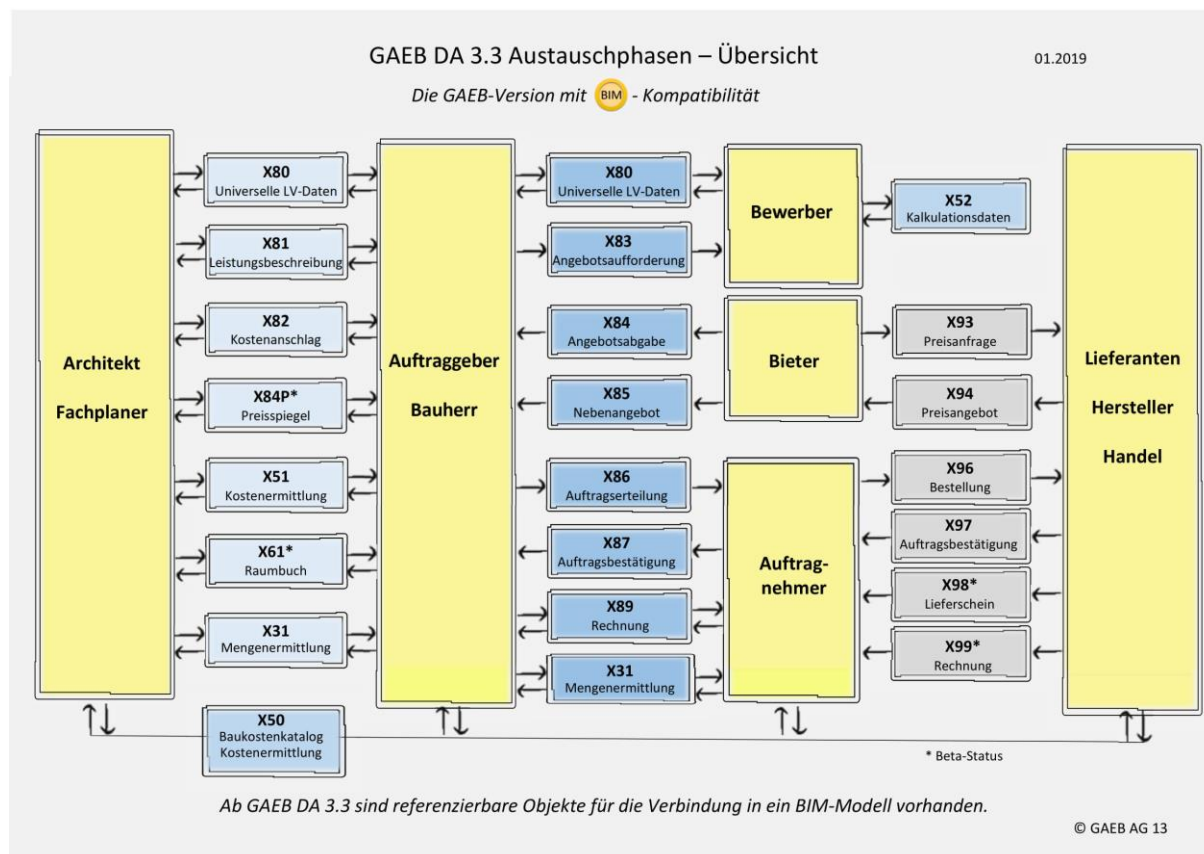 GAEB DA 3.3 Austauschphasen – Übersicht
01.2019
Die GAEB-Version mit BIM - Kompatibilität
Architekt
Fachplaner
X80
Universelle LV-Daten
X81
Leistungsbeschreibung
X82
Kostenanschlag
X84P*
Preisspiegel
X51
Kostenermittlung
X61*
Raumbuch
X31
Mengenermittlung
X50
Baukostenkatalog
Kostenermittlung
Auftraggeber
Bauherr
X80
Universelle LV-Daten
X83
Angebotsaufforderung
X84
Angebotsabgabe
X85
Nebenangebot
X86
Auftragserteilung
X87
Auftragsbestätigung
X89
Rechnung
X31
Mengenermittlung
Bewerber
Bieter
Auftrag-
nehmer
X52
Kalkulationsdaten
X93
Preisanfrage
X94
Preisangebot
X96
Bestellung
X97
Auftragsbestätigung
X98*
Lieferschein
X99*
Rechnung
Lieferanten
Hersteller
Handel
* Beta-Status
Ab GAEB DA 3.3 sind referenzierbare Objekte für die Verbindung in ein BIM-Modell vorhanden.
© GAEB AG 13